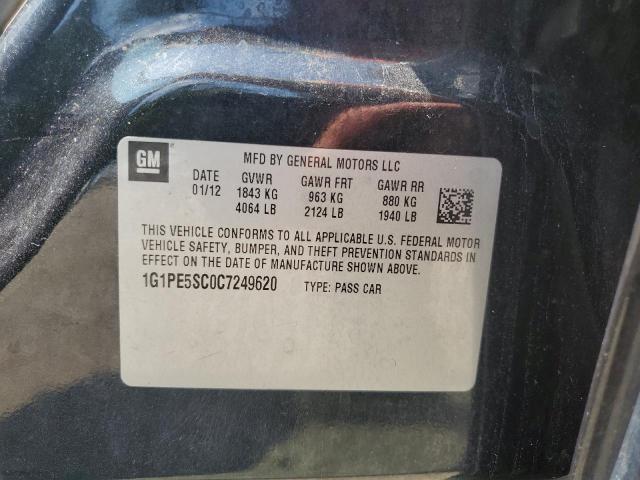 GM
MFD BY GENERAL MOTORS LLC
DATE GVWR GAWR FRT GAWR RR
01/12 1843 KG 963 KG 880 KG
4064 LB 2124 LB 1940 LB
THIS VEHICLE CONFORMS TO ALL APPLICABLE U.S. FEDERAL MOTOR
VEHICLE SAFETY, BUMPER, AND THEFT PREVENTION STANDARDS IN
EFFECT ON THE DATE OF MANUFACTURE SHOWN ABOVE.
1G1PE5SC0C7249620 TYPE: PASS CAR